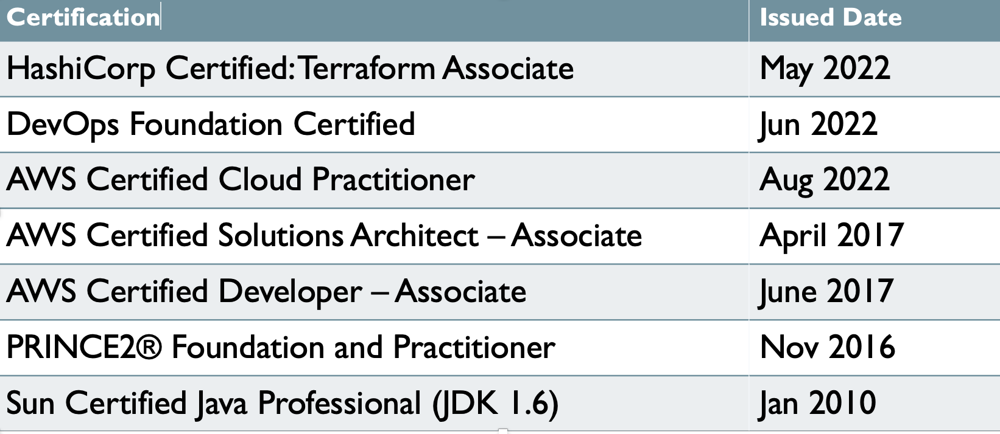 Certification Issued Date
HashiCorp Certified: Terraform Associate May 2022
DevOps Foundation Certified Jun 2022
AWS Certified Cloud Practitioner Aug 2022
AWS Certified Solutions Architect – Associate April 2017
AWS Certified Developer – Associate June 2017
PRINCE2® Foundation and Practitioner Nov 2016
Sun Certified Java Professional (JDK 1.6) Jan 2010